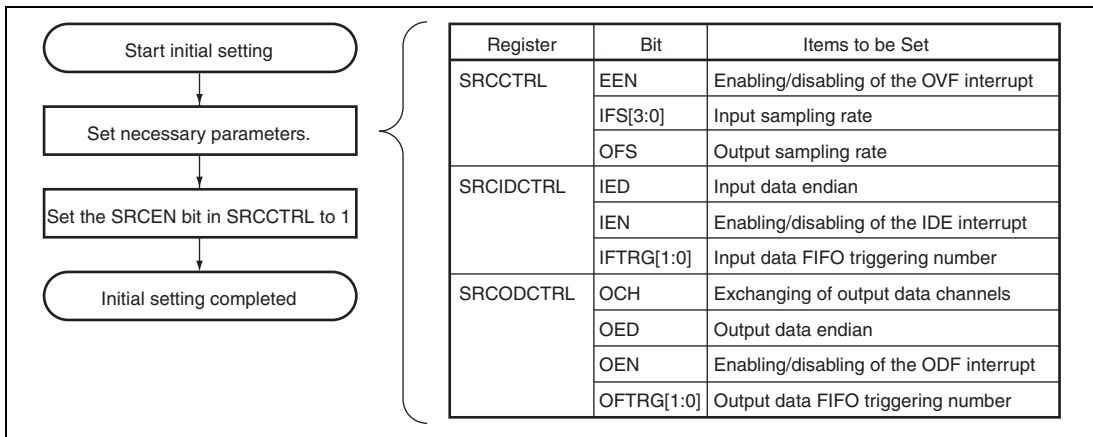 Start initial setting
Set necessary parameters.
Set the SRCEN bit in SRCCTRL to 1
Initial setting completed
Register Bit Items to be Set
SRCCTRL EEN Enabling/disabling of the OVF interrupt
IFS[3:0] Input sampling rate
OFS Output sampling rate
SRCIDCTRL IED Input data endian
IEN Enabling/disabling of the IDE interrupt
IFTRG[1:0] Input data FIFO triggering number
SRCODCTRL OCH Exchanging of output data channels
OED Output data endian
OEN Enabling/disabling of the ODF interrupt
OFTRG[1:0] Output data FIFO triggering number